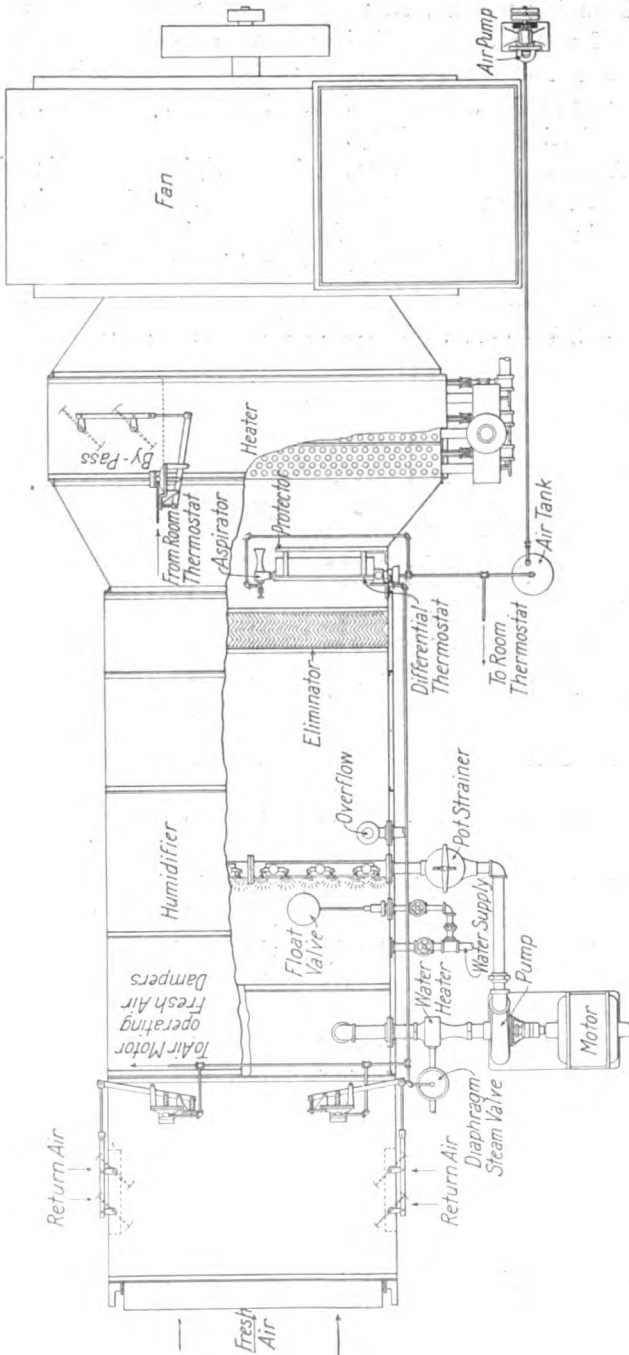 Fan
Air Pump
By-Pass
Heater
From Room
Thermostat
Aspirator
Protector
Air Tank
Differential
Thermostat
To Room
Thermostat
Eliminator
Humidifier
Overflow
Pot Strainer
Float
Valve
Water Supply
Water
Heater
Pump
Motor
To Air Motor
operating
Fresh Air
Dampers
Diaphragm
Steam Valve
Return Air
Return Air
Fresh
Air